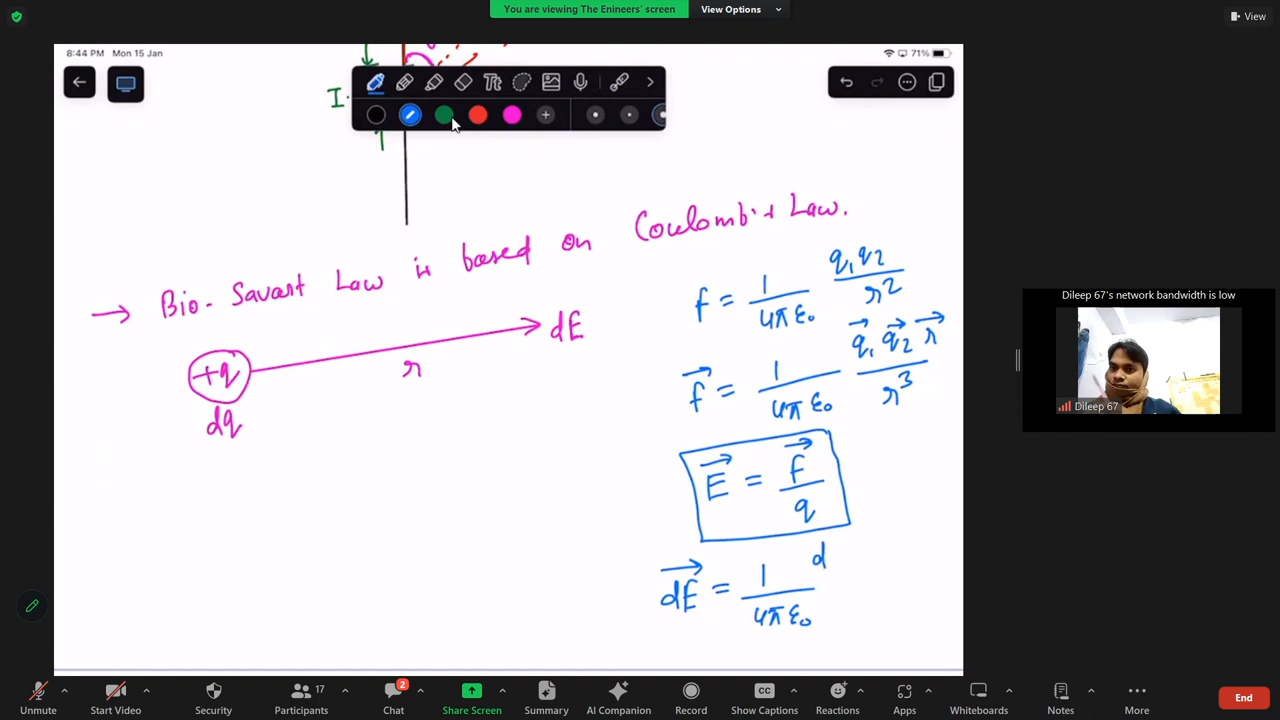 You are viewing The Enineers' screen
View Options
View
8:44 PM Mon 15 Jan
71%
I
→ Bio-Savart Law is based on Coulomb's Law.
f = 1/4πε₀ q₁q₂/r²
+q r dE
dq
f⃗ = 1/4πε₀ q⃗₁ q⃗₂ r⃗/r³
E⃗ = f⃗/q
dE⃗ = 1/4πε₀ d
Dileep 67's network bandwidth is low
Dileep 67
Unmute
Start Video
Security
17
Participants
2
Chat
Share Screen
Summary
AI Companion
Record
CC
Show Captions
Reactions
Apps
Whiteboards
Notes
More
End